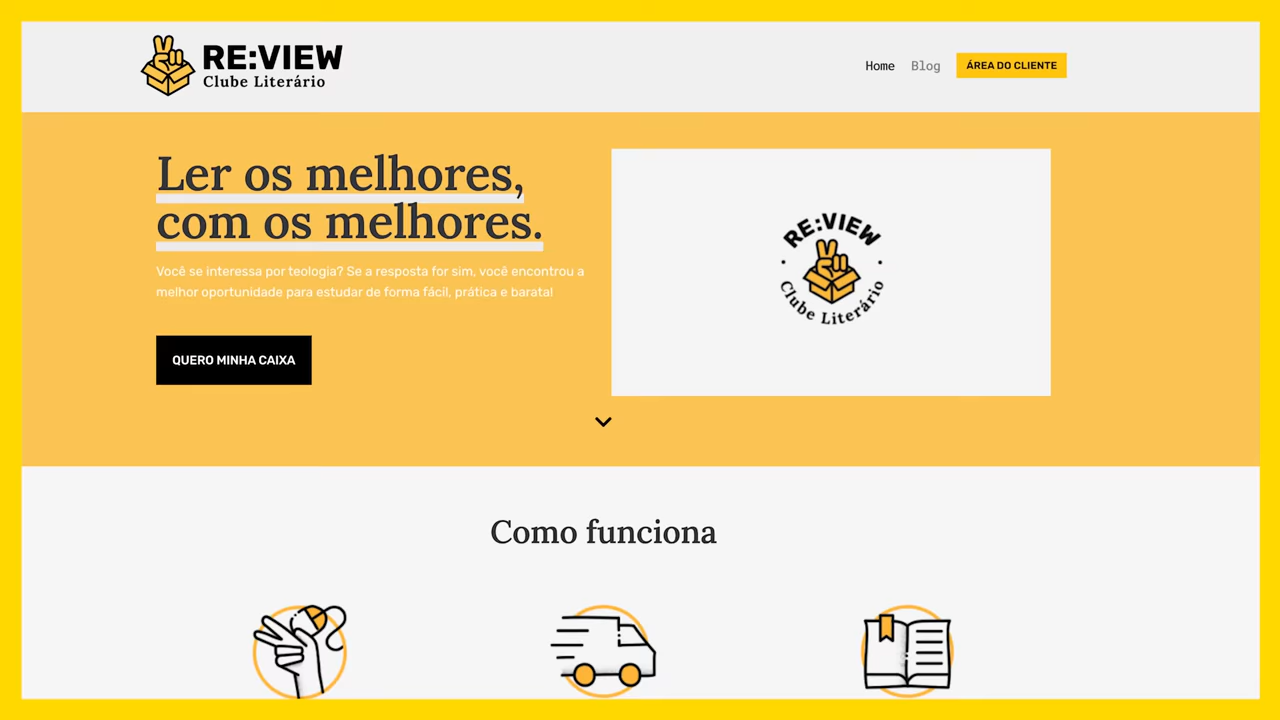 RE:VIEW
Clube Literário
Home
Blog
ÁREA DO CLIENTE
Ler os melhores,
com os melhores.
Você se interessa por teologia? Se a resposta for sim, você encontrou a
melhor oportunidade para estudar de forma fácil, prática e barata!
QUERO MINHA CAIXA
RE:VIEW
Clube Literário
Como funciona